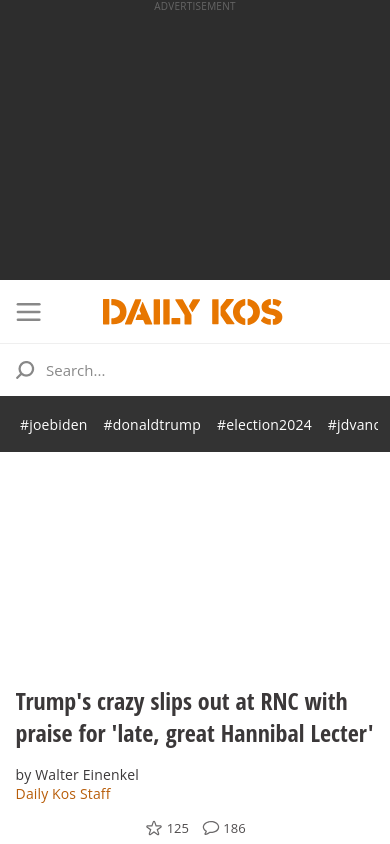 ADVERTISEMENT
DAILY KOS
Search...
#joebiden #donaldtrump #election2024 #jdvanc
Trump's crazy slips out at RNC with
praise for 'late, great Hannibal Lecter'
by Walter Einenkel
Daily Kos Staff
125 186